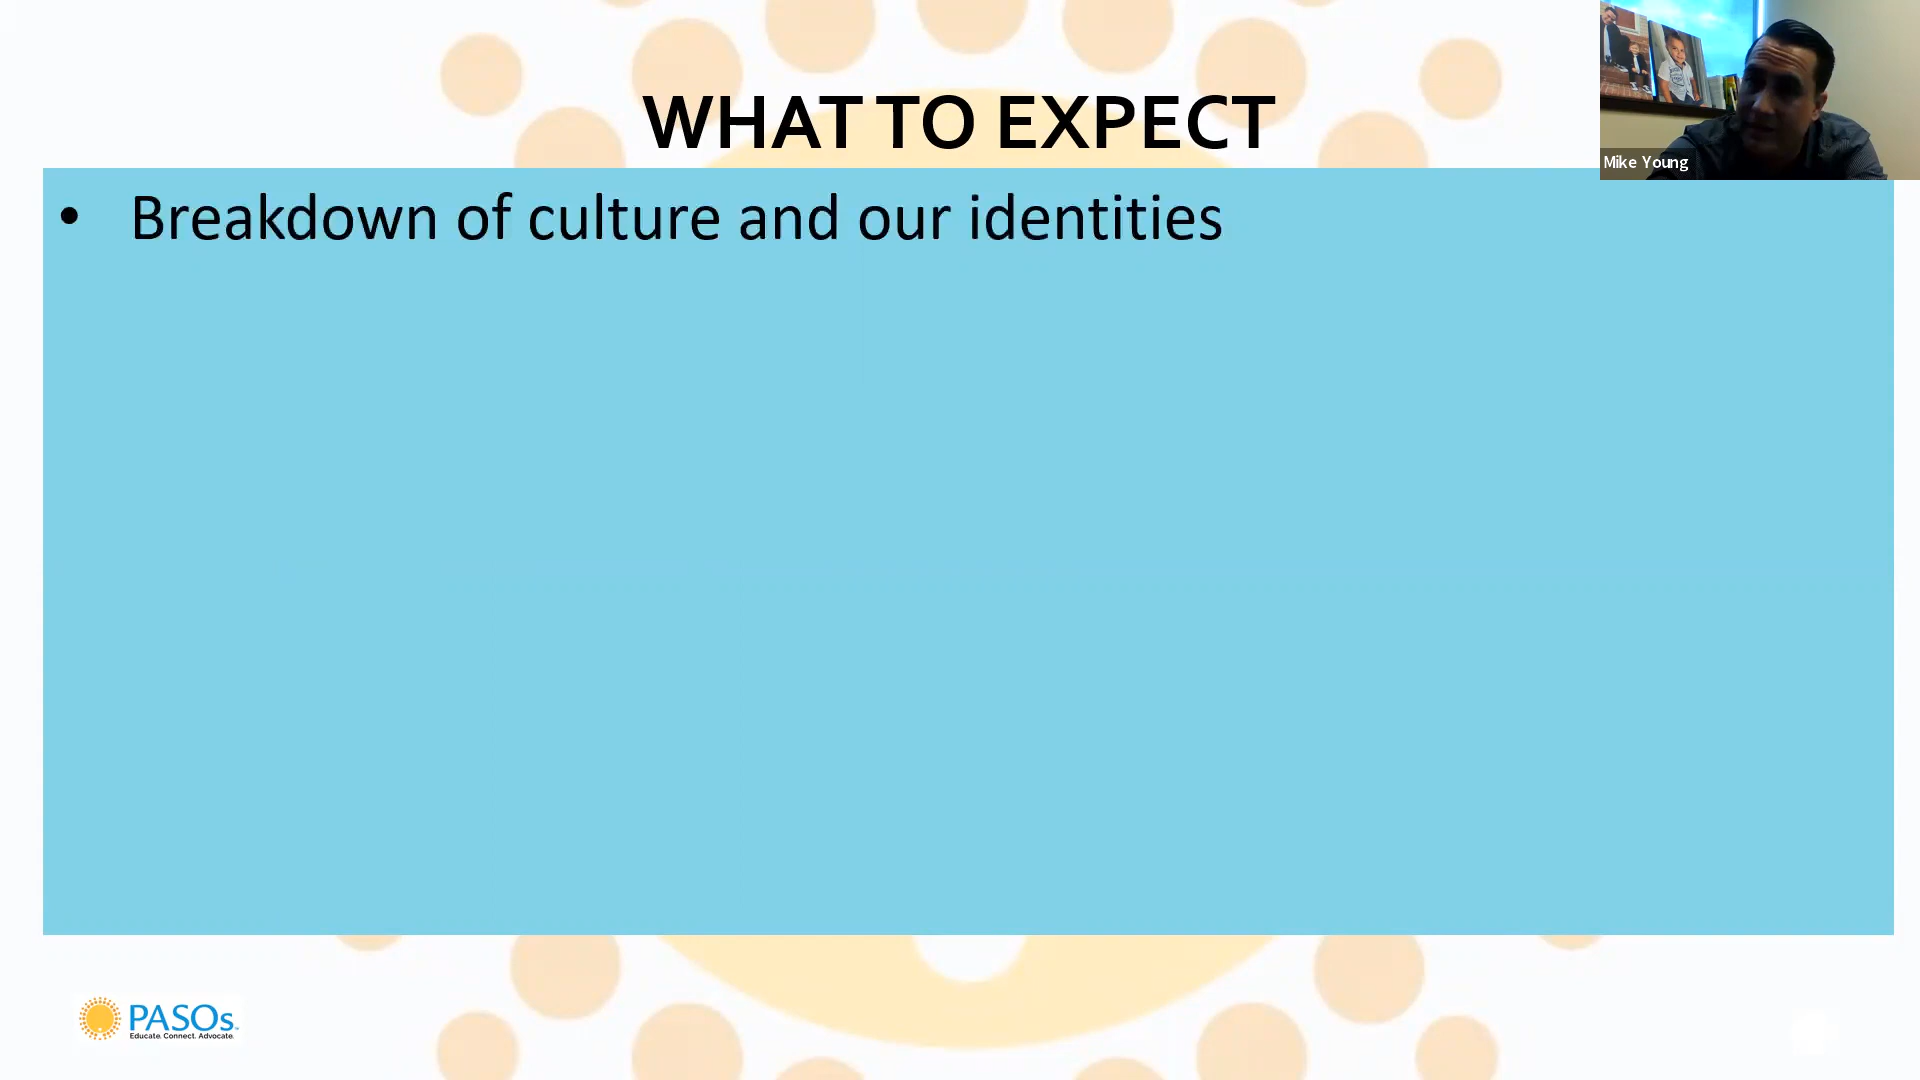 WHAT TO EXPECT
Mike Young
• Breakdown of culture and our identities
PASOs
Educate. Connect. Advocate.